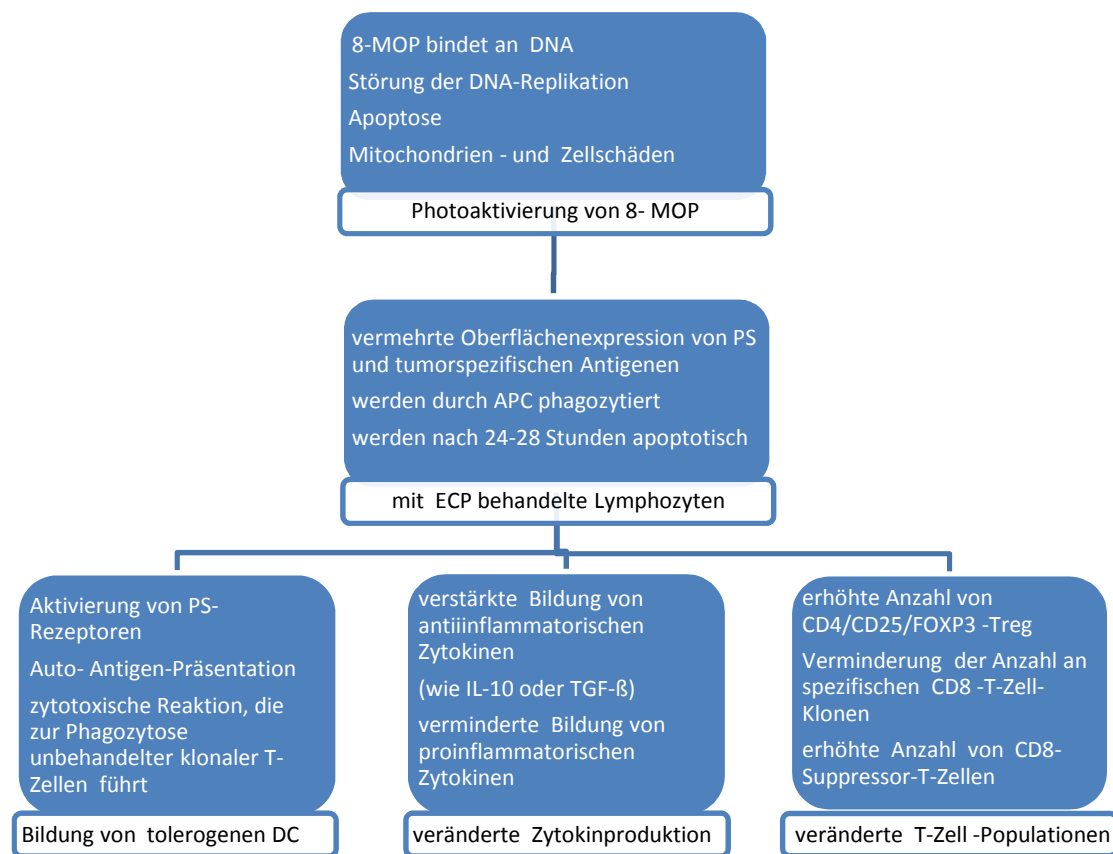 8-MOP bindet an DNA
Störung der DNA-Replikation
Apoptose
Mitochondrien - und Zellschäden
Photoaktivierung von 8- MOP
vermehrte Oberflächenexpression von PS
und tumorspezifischen Antigenen
werden durch APC phagozytiert
werden nach 24-28 Stunden apoptotisch
mit ECP behandelte Lymphozyten
Aktivierung von PS-
Rezeptoren
Auto- Antigen-Präsentation
zytotoxische Reaktion, die
zur Phagozytose
unbehandelter klonaler T-
Zellen führt
Bildung von tolerogenen DC
verstärkte Bildung von
antiiinflammatorischen
Zytokinen
(wie IL-10 oder TGF-ß)
verminderte Bildung von
proinflammatorischen
Zytokinen
veränderte Zytokinproduktion
erhöhte Anzahl von
CD4/CD25/FOXP3 -Treg
Verminderung der Anzahl an
spezifischen CD8 -T-Zell-
Klonen
erhöhte Anzahl von CD8-
Suppressor-T-Zellen
veränderte T-Zell -Populationen